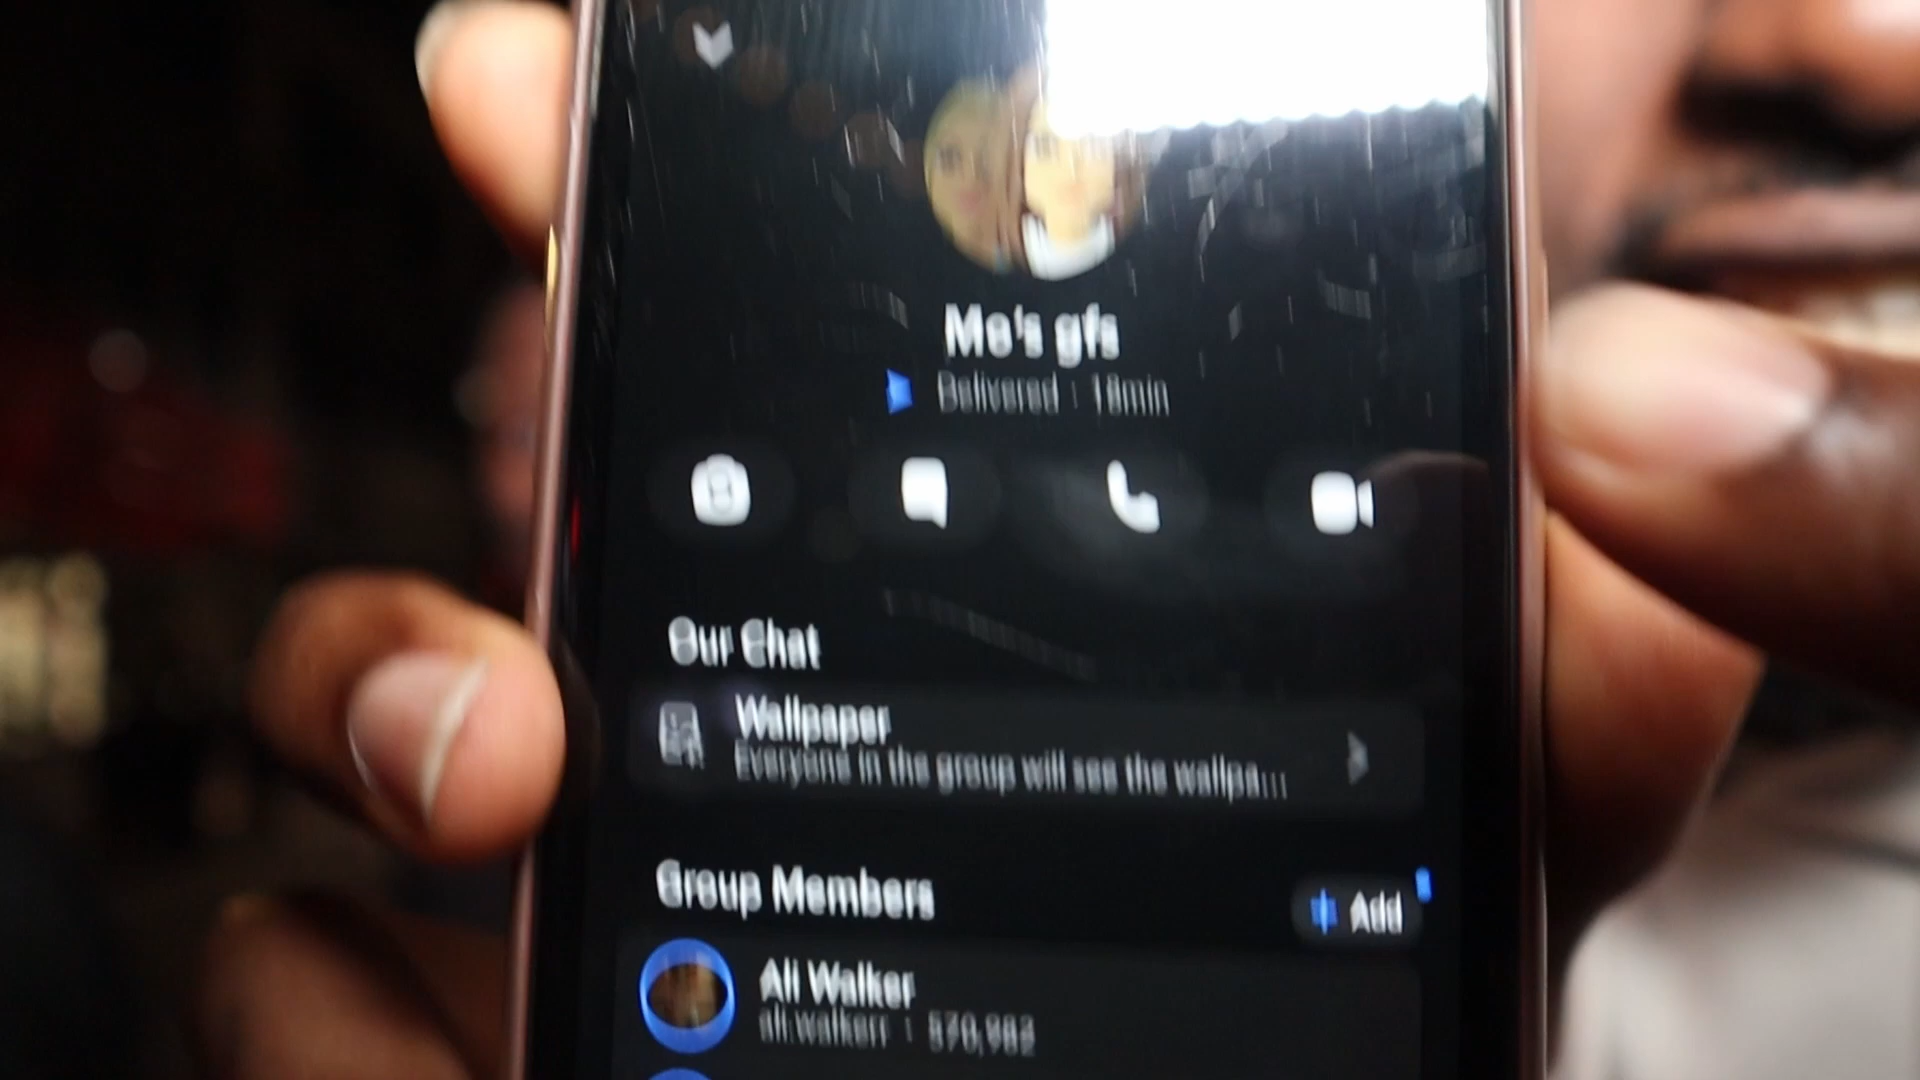 Mo's gfs
Delivered · 18min
Our Chat
Wallpaper
Everyone in the group will see the wallpa...
Group Members
+ Add
Ali Walker
ali.walkerr · 570,982